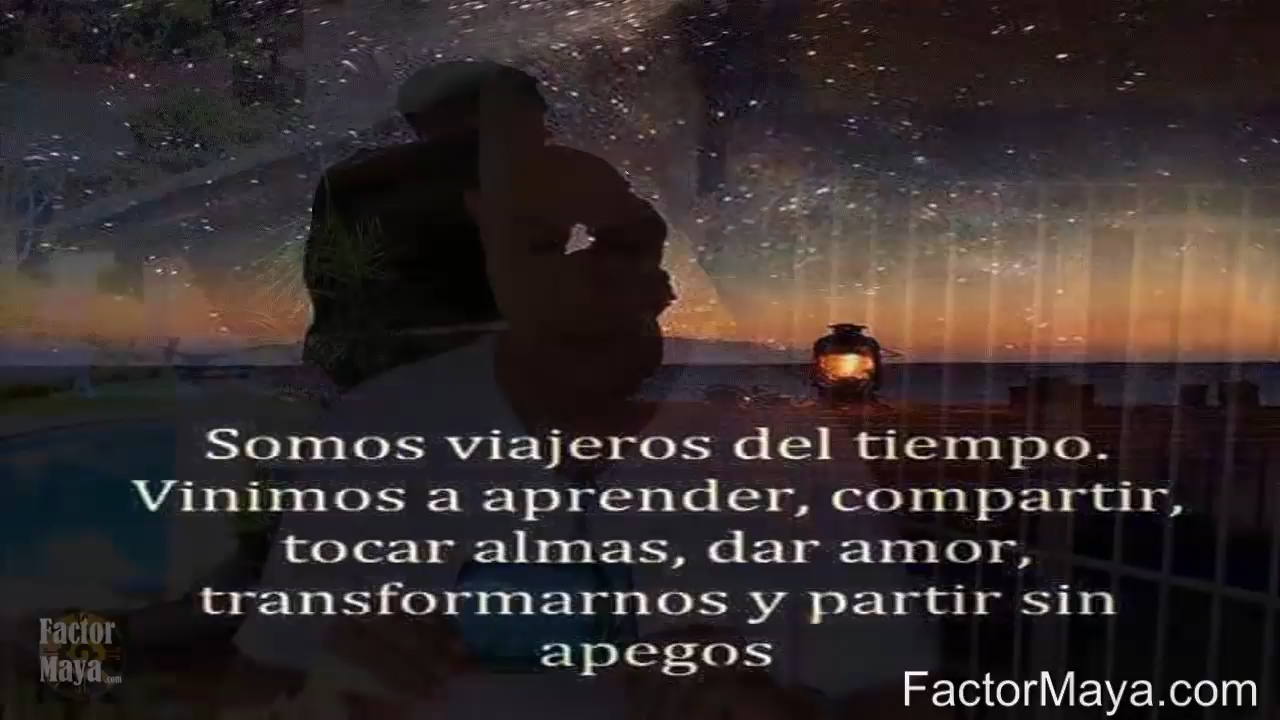 Somos viajeros del tiempo.
Vinimos a aprender, compartir,
tocar almas, dar amor,
transformarnos y partir sin
apegos
Factor
Maya
.com
FactorMaya.com